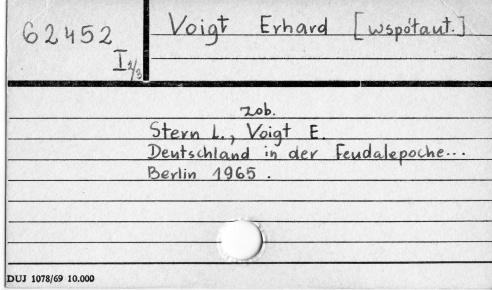 62452 Voigt Erhard [wspótaut.]
I 2/3
zob.
Stern L., Voigt E.
Deutschland in der Feudalepoche...
Berlin 1965.
DUJ 1078/69 10.000